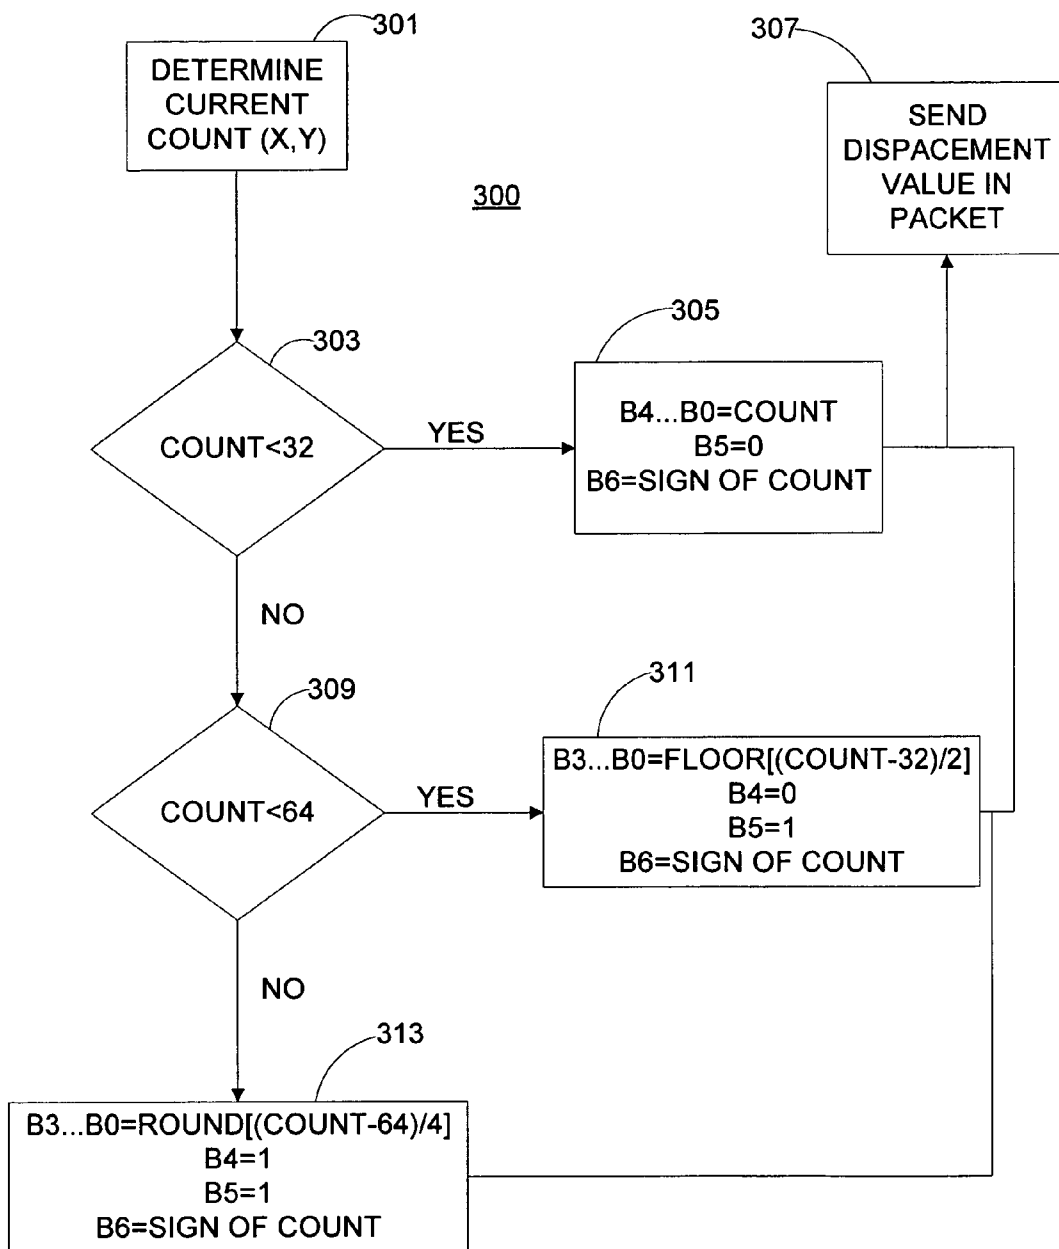 301
DETERMINE
CURRENT
COUNT (X,Y)
307
SEND
DISPACEMENT
VALUE IN
PACKET
300
303
COUNT<32
YES
305
B4...B0=COUNT
B5=0
B6=SIGN OF COUNT
NO
309
COUNT<64
YES
311
B3...B0=FLOOR[(COUNT-32)/2]
B4=0
B5=1
B6=SIGN OF COUNT
NO
313
B3...B0=ROUND[(COUNT-64)/4]
B4=1
B5=1
B6=SIGN OF COUNT